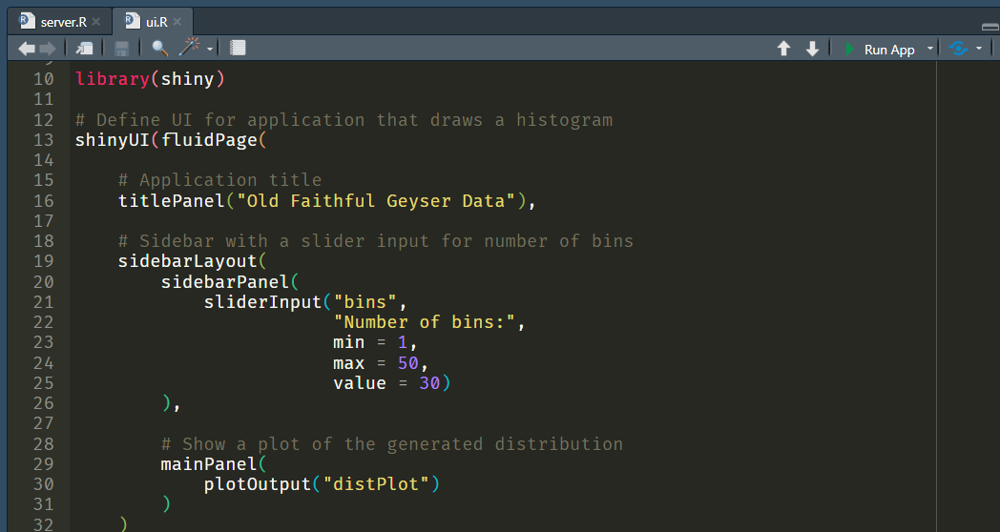 server.R
ui.R
Run App
10 library(shiny)
11
12 # Define UI for application that draws a histogram
13 shinyUI(fluidPage(
14
15     # Application title
16     titlePanel("Old Faithful Geyser Data"),
17
18     # Sidebar with a slider input for number of bins
19     sidebarLayout(
20         sidebarPanel(
21             sliderInput("bins",
22                         "Number of bins:",
23                         min = 1,
24                         max = 50,
25                         value = 30)
26         ),
27
28         # Show a plot of the generated distribution
29         mainPanel(
30             plotOutput("distPlot")
31         )
32     )